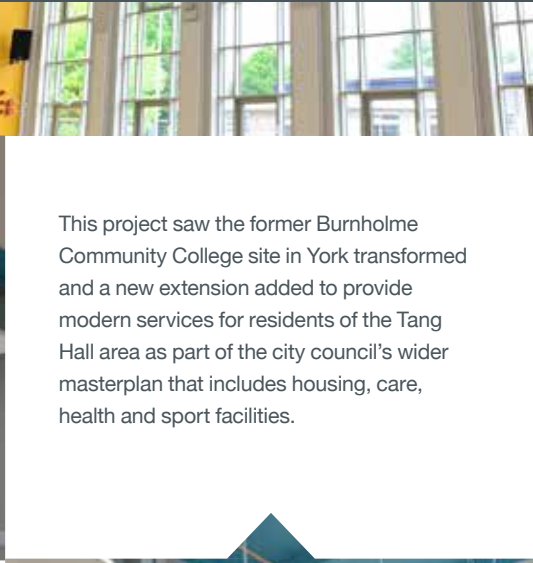 This project saw the former Burnholme
Community College site in York transformed
and a new extension added to provide
modern services for residents of the Tang
Hall area as part of the city council’s wider
masterplan that includes housing, care,
health and sport facilities.